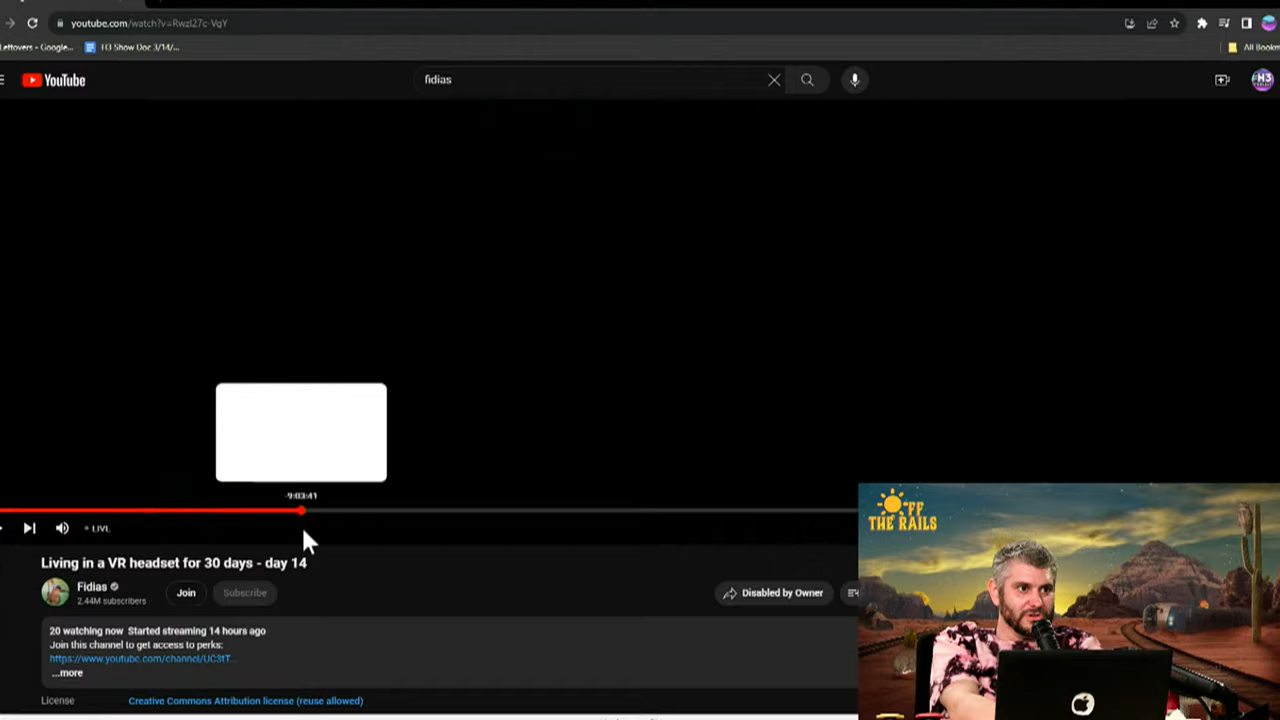 youtube.com/watch?v=RwzI27c-VqY
Leftovers - Google...
H3 Show Doc 3/14/...
All Bookm
YouTube
fidias
H3
-9:03:41
LIVE
Living in a VR headset for 30 days - day 14
Fidias
2.44M subscribers
Join
Subscribe
Disabled by Owner
20 watching now Started streaming 14 hours ago
Join this channel to get access to perks:
https://www.youtube.com/channel/UC3tT...
...more
License
Creative Commons Attribution license (reuse allowed)
OFF
THE RAILS